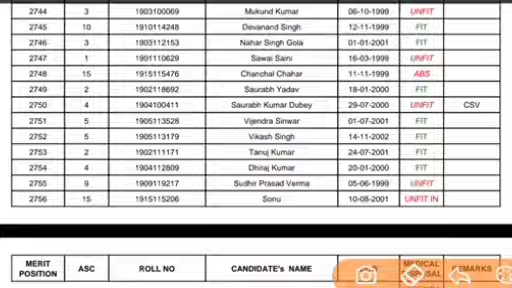 2744 3 1903100069 Mukund Kumar 06-10-1999 UNFIT
2745 10 1910114248 Devanand Singh 12-11-1999 FIT
2746 3 1903112153 Nahar Singh Gola 01-01-2001 FIT
2747 1 1901110629 Sawai Saini 16-03-1999 UNFIT
2748 15 1915115476 Chanchal Chahar 11-11-1999 ABS
2749 2 1902118692 Saurabh Yadav 18-01-2000 FIT
2750 4 1904100411 Saurabh Kumar Dubey 29-07-2000 UNFIT CSV
2751 5 1905113528 Vijendra Sinwar 01-07-2001 FIT
2752 5 1905113179 Vikash Singh 14-11-2002 FIT
2753 2 1902111171 Tanuj Kumar 24-07-2001 FIT
2754 4 1904112809 Dhiraj Kumar 20-01-2000 FIT
2755 9 1909119217 Sudhir Prasad Verma 05-06-1999 UNFIT
2756 15 1915115206 Sonu 10-08-2001 UNFIT IN
MERIT POSITION ASC ROLL NO CANDIDATE's NAME MEDICAL REMARKS